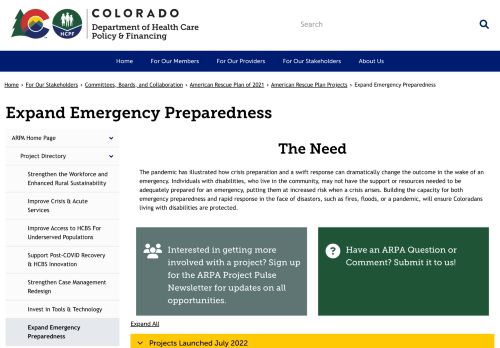 COLORADO
Department of Health Care
Policy & Financing
HCPF
Search
Home
For Our Members
For Our Providers
For Our Stakeholders
About Us
Home › For Our Stakeholders › Committees, Boards, and Collaboration › American Rescue Plan of 2021 › American Rescue Plan Projects › Expand Emergency Preparedness
Expand Emergency Preparedness
ARPA Home Page
Project Directory
Strengthen the Workforce and
Enhanced Rural Sustainability
Improve Crisis & Acute
Services
Improve Access to HCBS For
Underserved Populations
Support Post-COVID Recovery
& HCBS Innovation
Strengthen Case Management
Redesign
Invest in Tools & Technology
Expand Emergency
Preparedness
The Need
The pandemic has illustrated how crisis preparation and a swift response can dramatically change the outcome in the wake of an
emergency. Individuals with disabilities, who live in the community, may not have the support or resources needed to be
adequately prepared for an emergency, putting them at increased risk when a crisis arises. Building the capacity for both
emergency preparedness and rapid response in the face of disasters, such as fires, floods, or a pandemic, will ensure Coloradans
living with disabilities are protected.
Interested in getting more
involved with a project? Sign up
for the ARPA Project Pulse
Newsletter for updates on all
opportunities.
Have an ARPA Question or
Comment? Submit it to us!
Expand All
Projects Launched July 2022